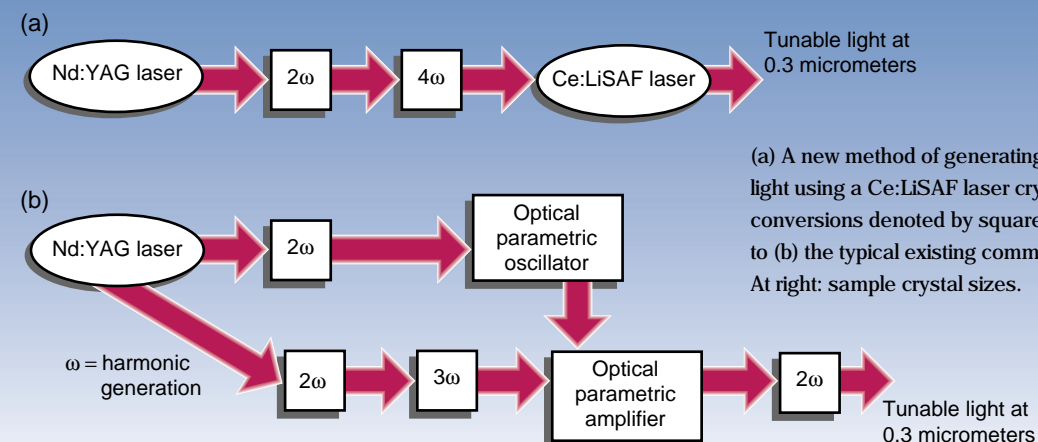 (a)
Nd:YAG laser
2ω
4ω
Ce:LiSAF laser
Tunable light at
0.3 micrometers
(a) A new method of generating
light using a Ce:LiSAF laser cry
conversions denoted by square
to (b) the typical existing comm
At right: sample crystal sizes.
(b)
Nd:YAG laser
2ω
Optical
parametric
oscillator
ω = harmonic
generation
2ω
3ω
Optical
parametric
amplifier
2ω
Tunable light at
0.3 micrometers